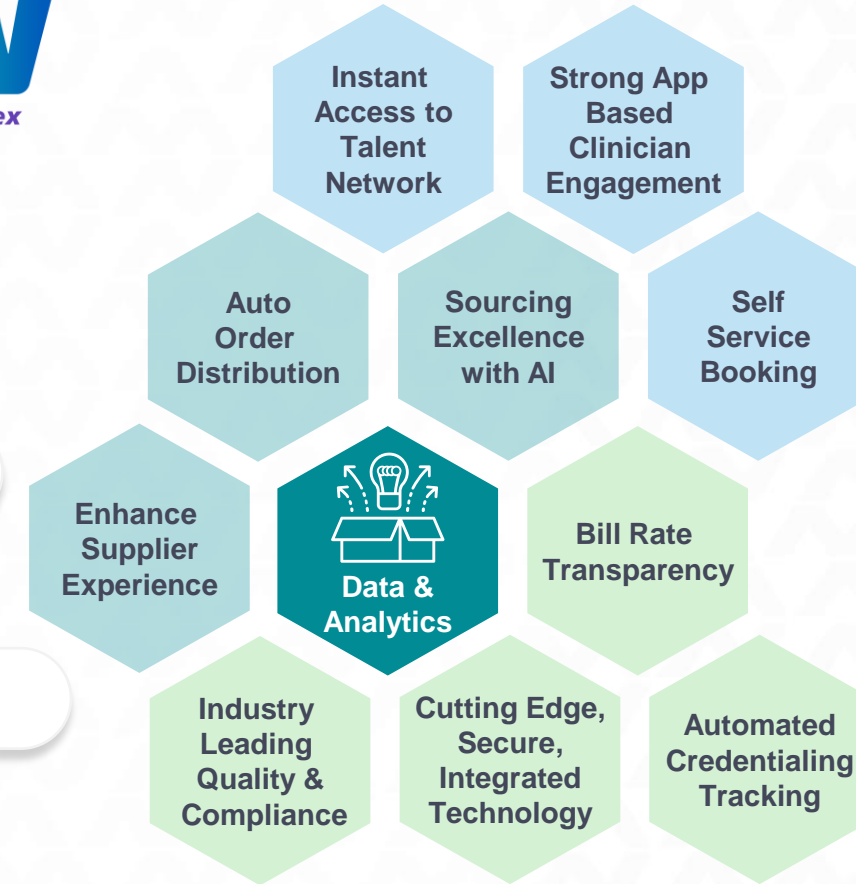 ex
Instant
Access to
Talent
Network
Strong App
Based
Clinician
Engagement
Auto
Order
Distribution
Sourcing
Excellence
with AI
Self
Service
Booking
Enhance
Supplier
Experience
Data &
Analytics
Bill Rate
Transparency
Industry
Leading
Quality &
Compliance
Cutting Edge,
Secure,
Integrated
Technology
Automated
Credentialing
Tracking